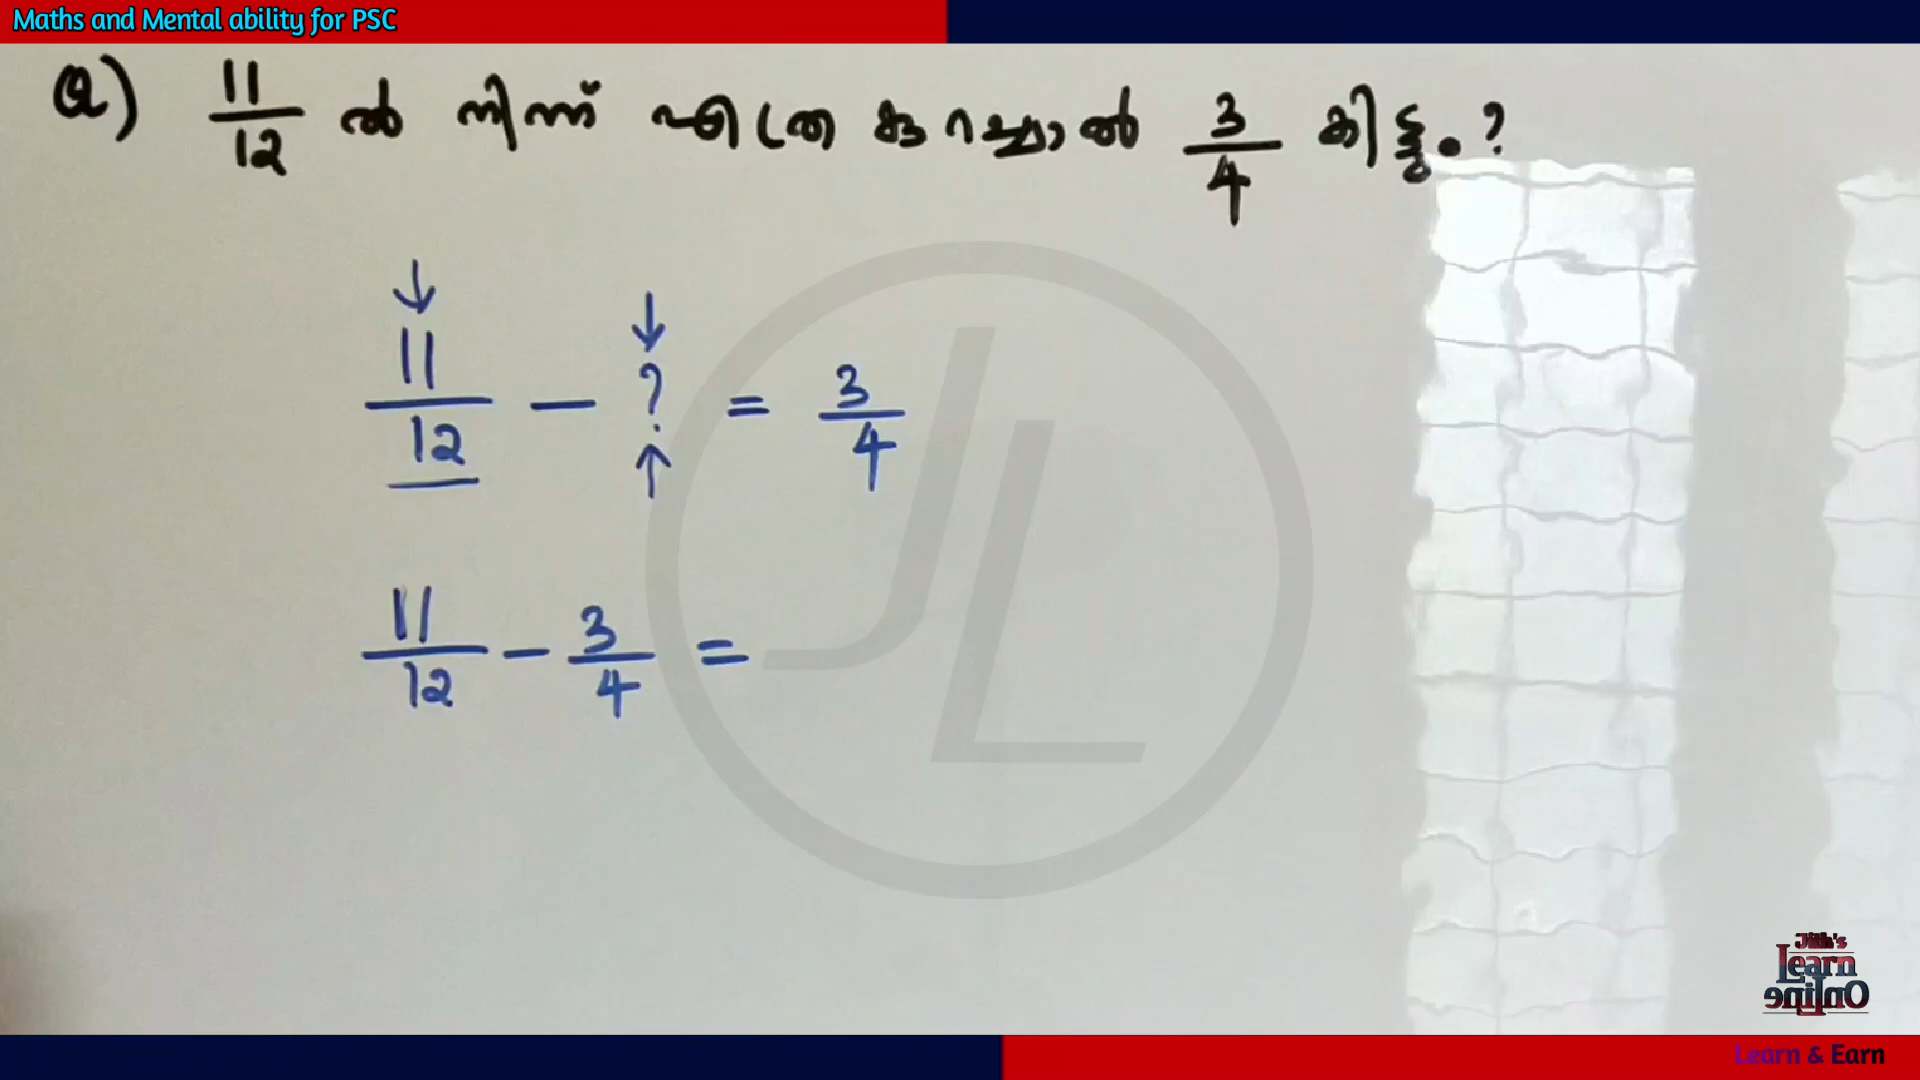 Maths and Mental ability for PSC
Q) 11/12 ൽ നിന്ന് എത്ര കുറച്ചാൽ 3/4 കിട്ടും?
11/12 - ? = 3/4
11/12 - 3/4 =
JL
Jith's
Learn
OnLine
Learn & Earn